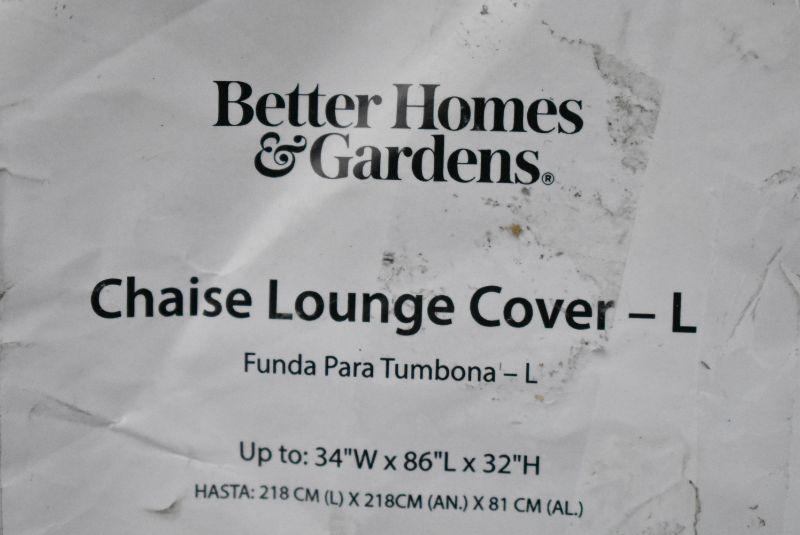 Better Homes
& Gardens®
Chaise Lounge Cover – L
Funda Para Tumbona – L
Up to: 34"W x 86"L x 32"H
HASTA: 218 CM (L) X 218CM (AN.) X 81 CM (AL.)